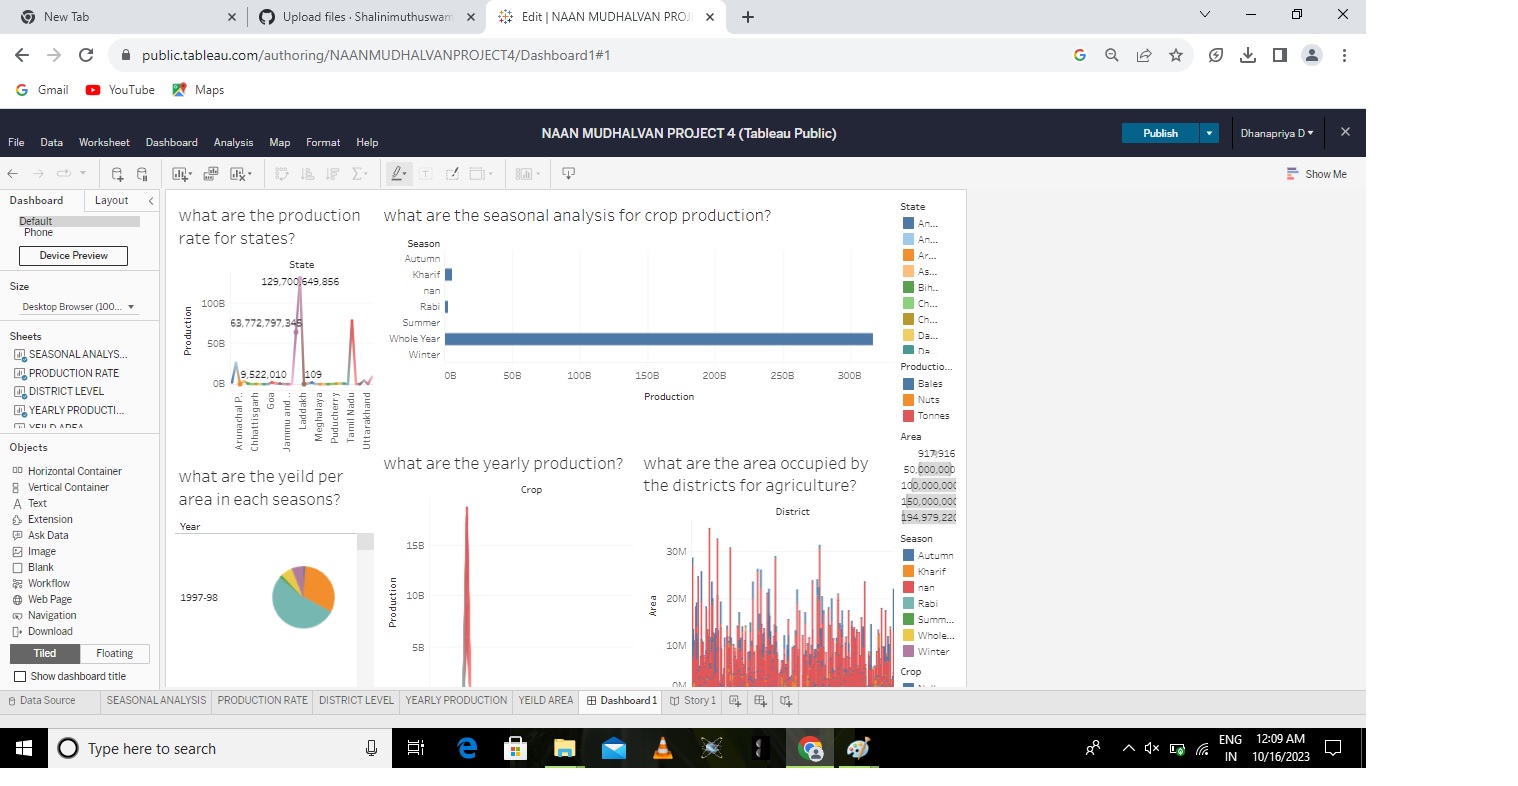 New Tab
Upload files · Shalinimuthuswam
Edit | NAAN MUDHALVAN PROJ
public.tableau.com/authoring/NAANMUDHALVANPROJECT4/Dashboard1#1
Gmail
YouTube
Maps
NAAN MUDHALVAN PROJECT 4 (Tableau Public)
Publish
Dhanapriya D
File Data Worksheet Dashboard Analysis Map Format Help
Show Me
Dashboard
Layout
Default
Phone
Device Preview
Size
Desktop Browser (100...
Sheets
SEASONAL ANALYS...
PRODUCTION RATE
DISTRICT LEVEL
YEARLY PRODUCTI...
YEILD AREA
Objects
Horizontal Container
Vertical Container
Text
Extension
Ask Data
Image
Blank
Workflow
Web Page
Navigation
Download
Tiled
Floating
Show dashboard title
what are the production
rate for states?
State
129,700,649,856
63,772,797,345
9,522,010
109
Production
100B
50B
0B
Arunachal P..
Chhattisgarh
Goa
Jammu and ..
Laddakh
Meghalaya
Puducherry
Tamil Nadu
Uttarakhand
what are the seasonal analysis for crop production?
Season
Autumn
Kharif
nan
Rabi
Summer
Whole Year
Winter
0B 50B 100B 150B 200B 250B 300B
Production
what are the yeild per
area in each seasons?
Year
1997-98
what are the yearly production?
Crop
Production
15B
10B
5B
what are the area occupied by
the districts for agriculture?
District
Area
30M
20M
10M
0M
State
An...
An...
Ar...
As...
Bih...
Ch...
Ch...
Da...
Da...
Productio...
Bales
Nuts
Tonnes
Area
917,916
50,000,000
100,000,000
150,000,000
194,979,220
Season
Autumn
Kharif
nan
Rabi
Summ...
Whole...
Winter
Crop
Data Source
SEASONAL ANALYSIS
PRODUCTION RATE
DISTRICT LEVEL
YEARLY PRODUCTION
YEILD AREA
Dashboard 1
Story 1
Type here to search
ENG
IN
12:09 AM
10/16/2023